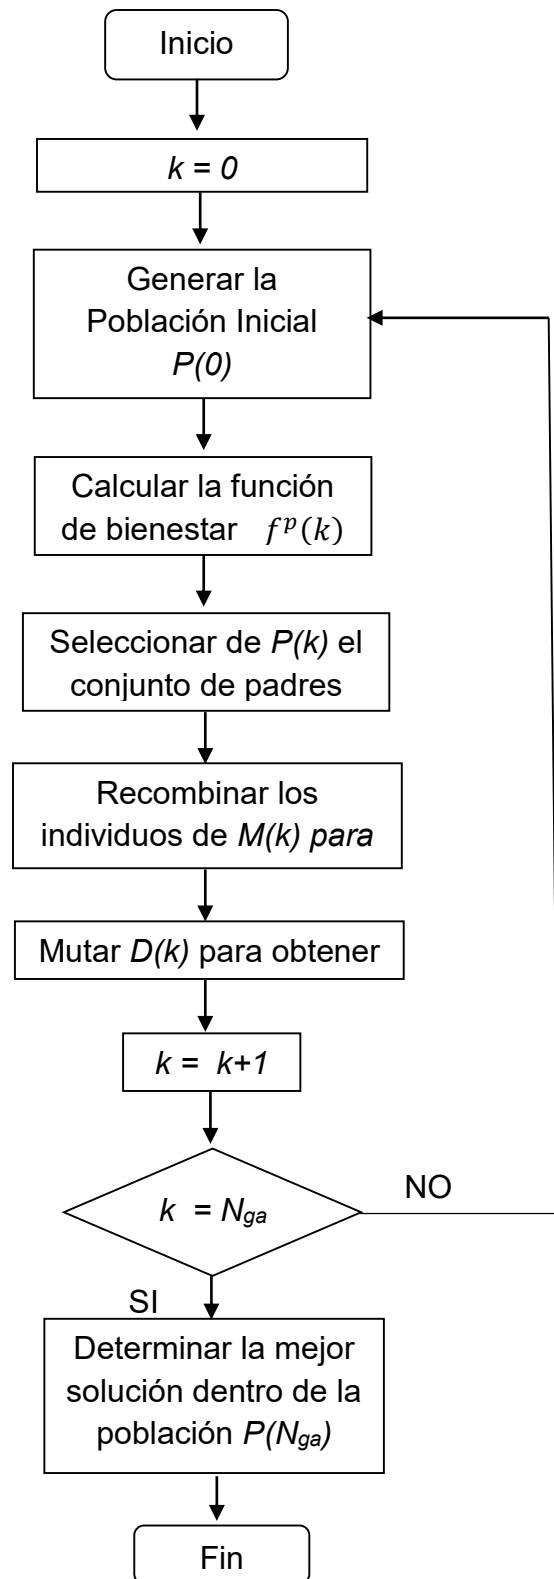 Inicio
k = 0
Generar la
Población Inicial
P(0)
Calcular la función
de bienestar f^p(k)
Seleccionar de P(k) el
conjunto de padres
Recombinar los
individuos de M(k) para
Mutar D(k) para obtener
k = k+1
k = N_ga
NO
SI
Determinar la mejor
solución dentro de la
población P(N_ga)
Fin